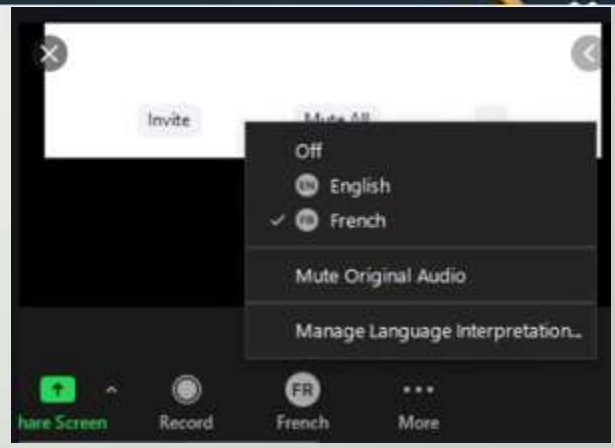 Invite Mute All
Off
EN English
FR French
Mute Original Audio
Manage Language Interpretation...
hare Screen Record FR French More